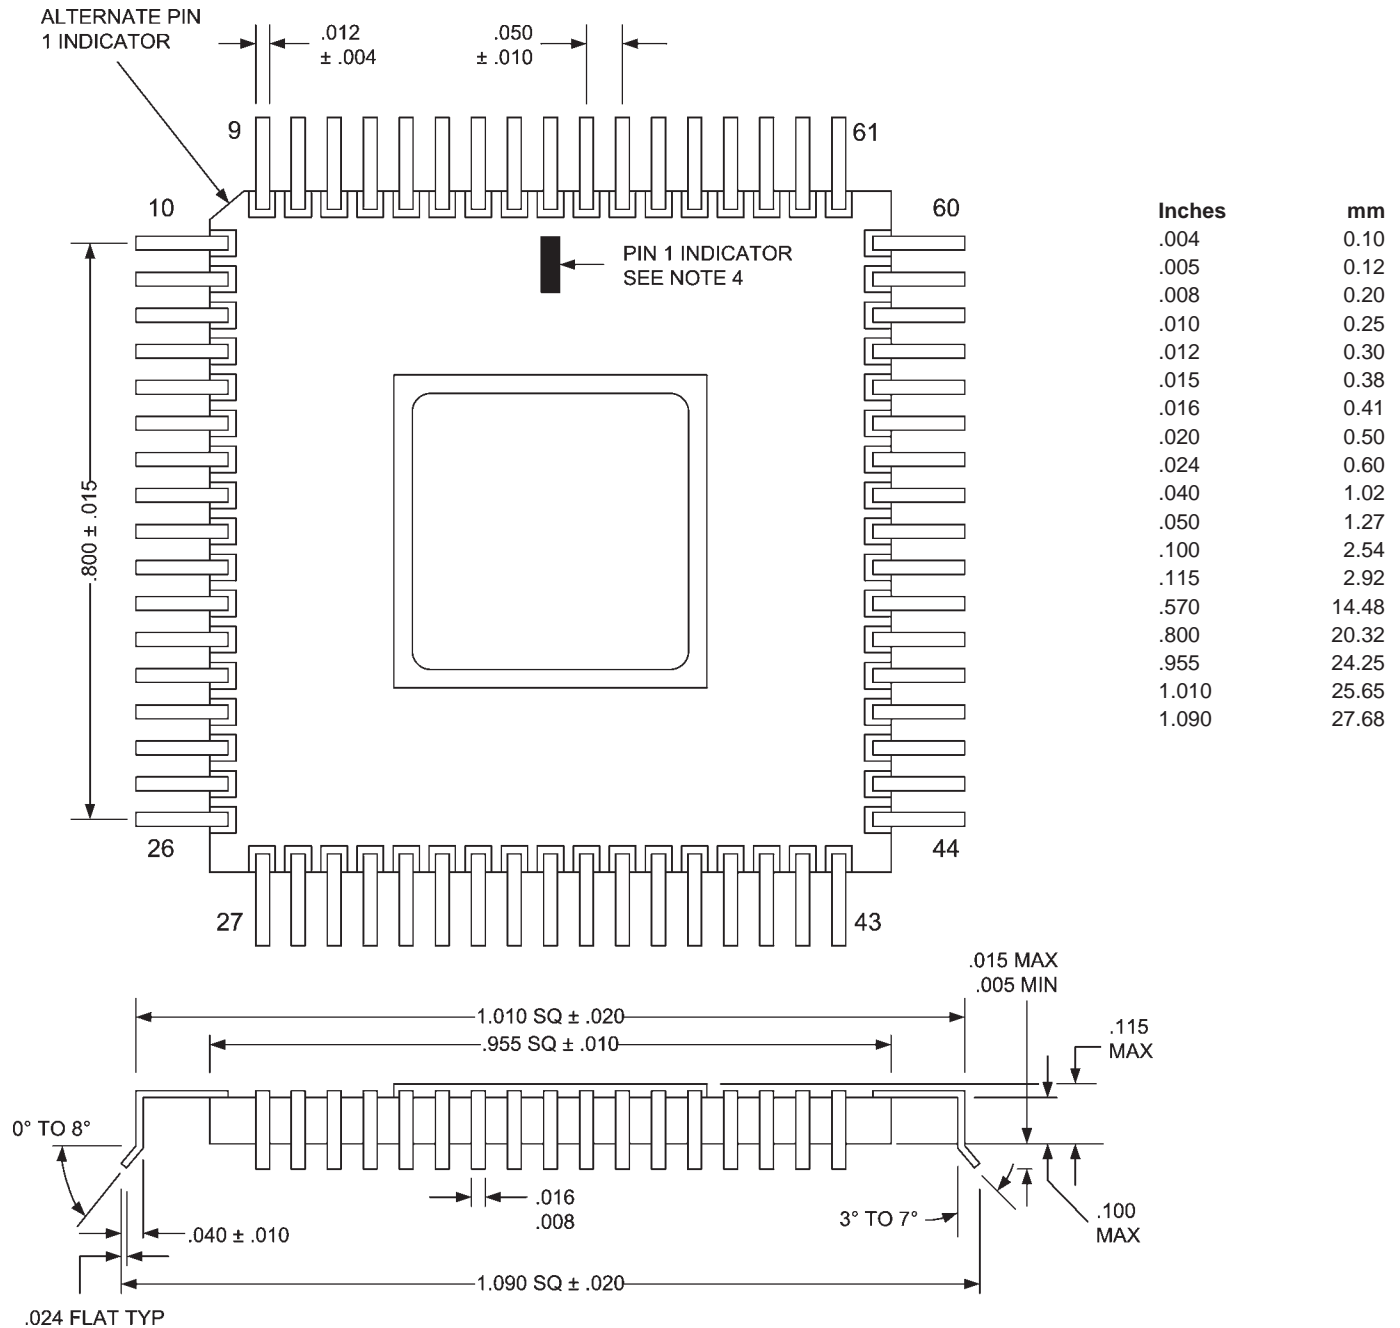 ALTERNATE PIN
1 INDICATOR
.012
± .004
.050
± .010
9
61
10
60
PIN 1 INDICATOR
SEE NOTE 4
.800 ± .015
26
44
27
43
Inches mm
.004 0.10
.005 0.12
.008 0.20
.010 0.25
.012 0.30
.015 0.38
.016 0.41
.020 0.50
.024 0.60
.040 1.02
.050 1.27
.100 2.54
.115 2.92
.570 14.48
.800 20.32
.955 24.25
1.010 25.65
1.090 27.68
.015 MAX
.005 MIN
1.010 SQ ± .020
.955 SQ ± .010
.115
MAX
0° TO 8°
.016
.008
3° TO 7°
.100
MAX
.040 ± .010
1.090 SQ ± .020
.024 FLAT TYP